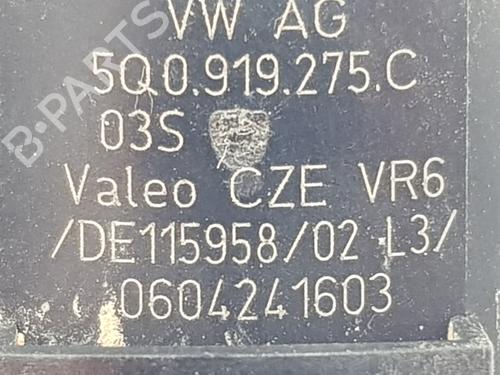 VW AG
5Q0.919.275.C
03S
Valeo CZE VR6
/DE115958/02 L3/
0604241603
B-PARTS